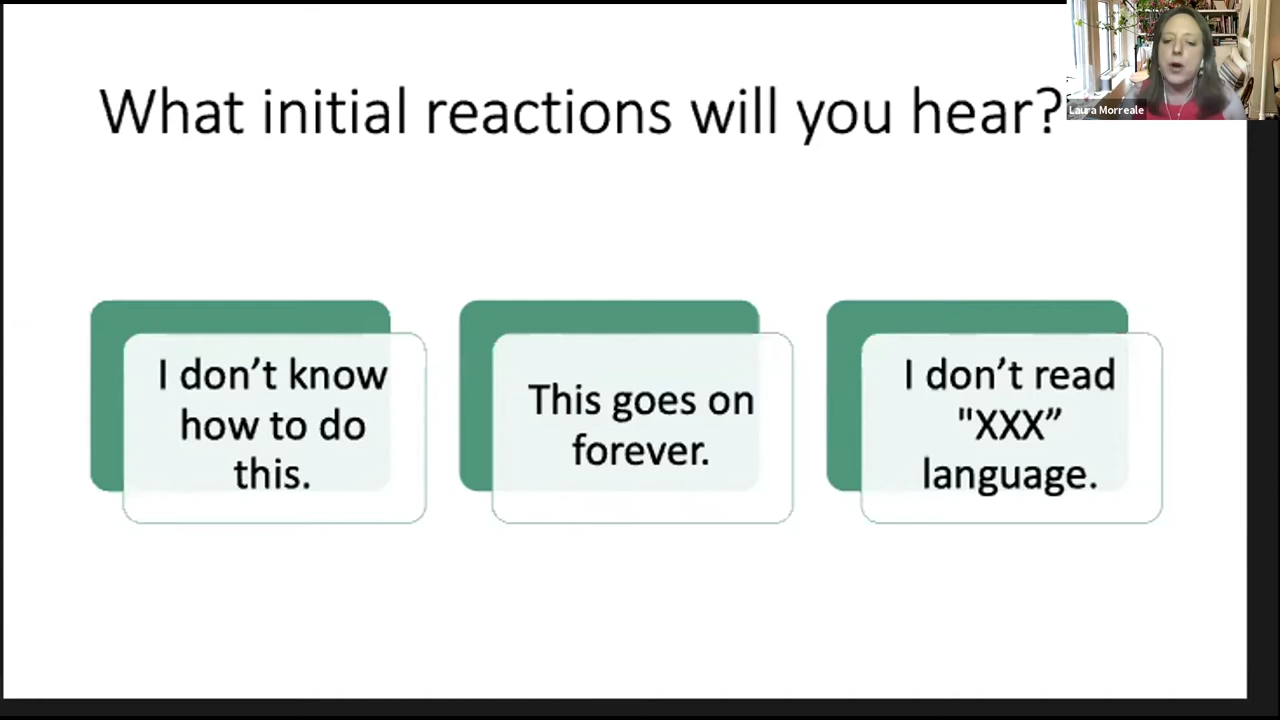 What initial reactions will you hear?
Laura Morreale
I don’t know
how to do
this.
This goes on
forever.
I don’t read
"XXX”
language.